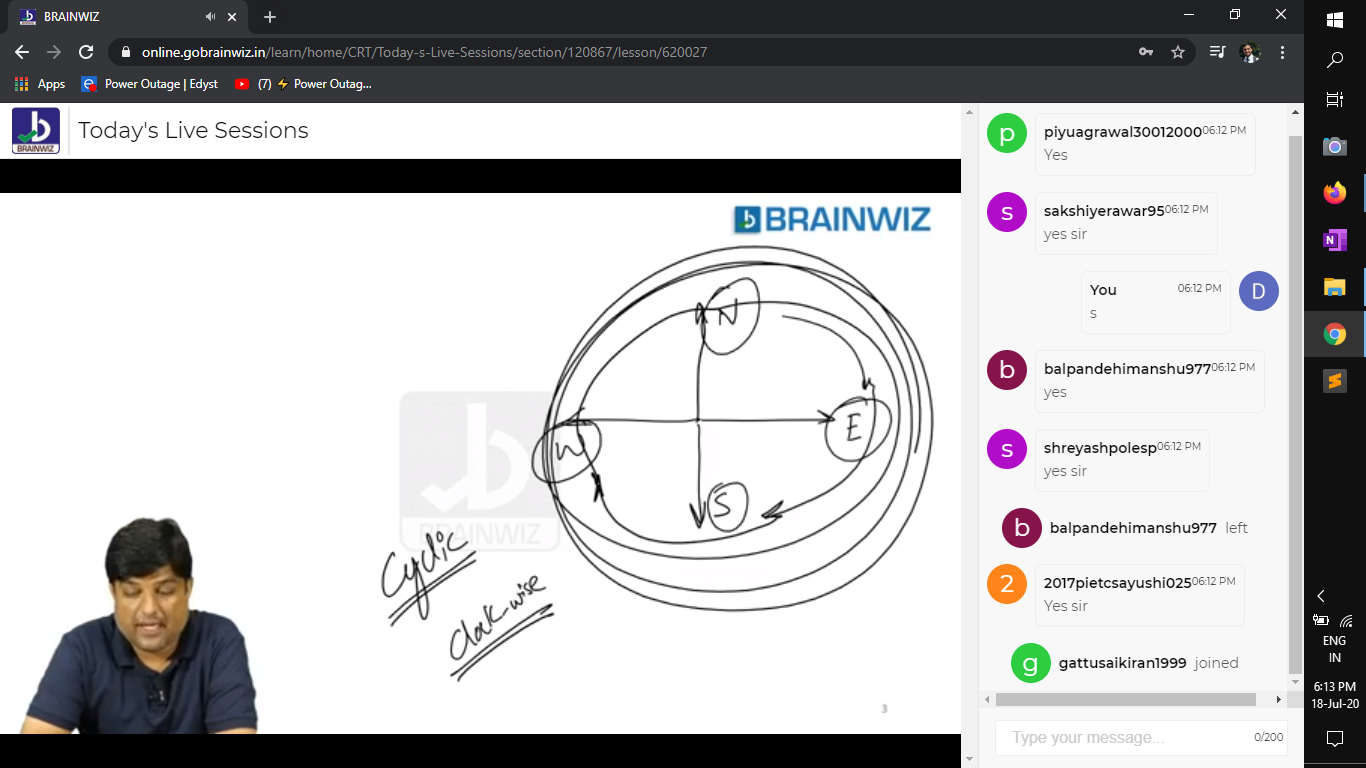 BRAINWIZ
online.gobrainwiz.in/learn/home/CRT/Today-s-Live-Sessions/section/120867/lesson/620027
Apps
Power Outage | Edyst
(7) ⚡ Power Outag...
BRAINWIZ
Today's Live Sessions
BRAINWIZ
N
E
W
S
BRAINWIZ
Cyclic
clock-wise
3
p
piyuagrawal30012000 06:12 PM
Yes
s
sakshiyerawar95 06:12 PM
yes sir
You 06:12 PM
s
D
b
balpandehimanshu977 06:12 PM
yes
s
shreyashpolesp 06:12 PM
yes sir
b
balpandehimanshu977 left
2
2017pietcsayushi025 06:12 PM
Yes sir
g
gattusaikiran1999 joined
Type your message...
0/200
N
ENG
IN
6:13 PM
18-Jul-20